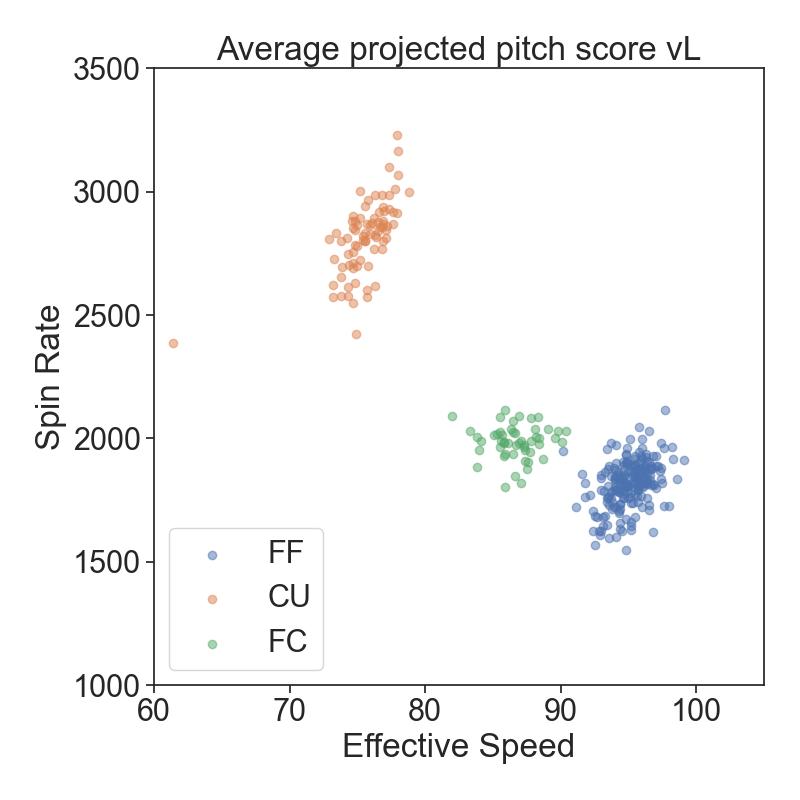 Average projected pitch score vL
3500
3000
2500
2000
1500
1000
Spin Rate
FF
CU
FC
60 70 80 90 100
Effective Speed